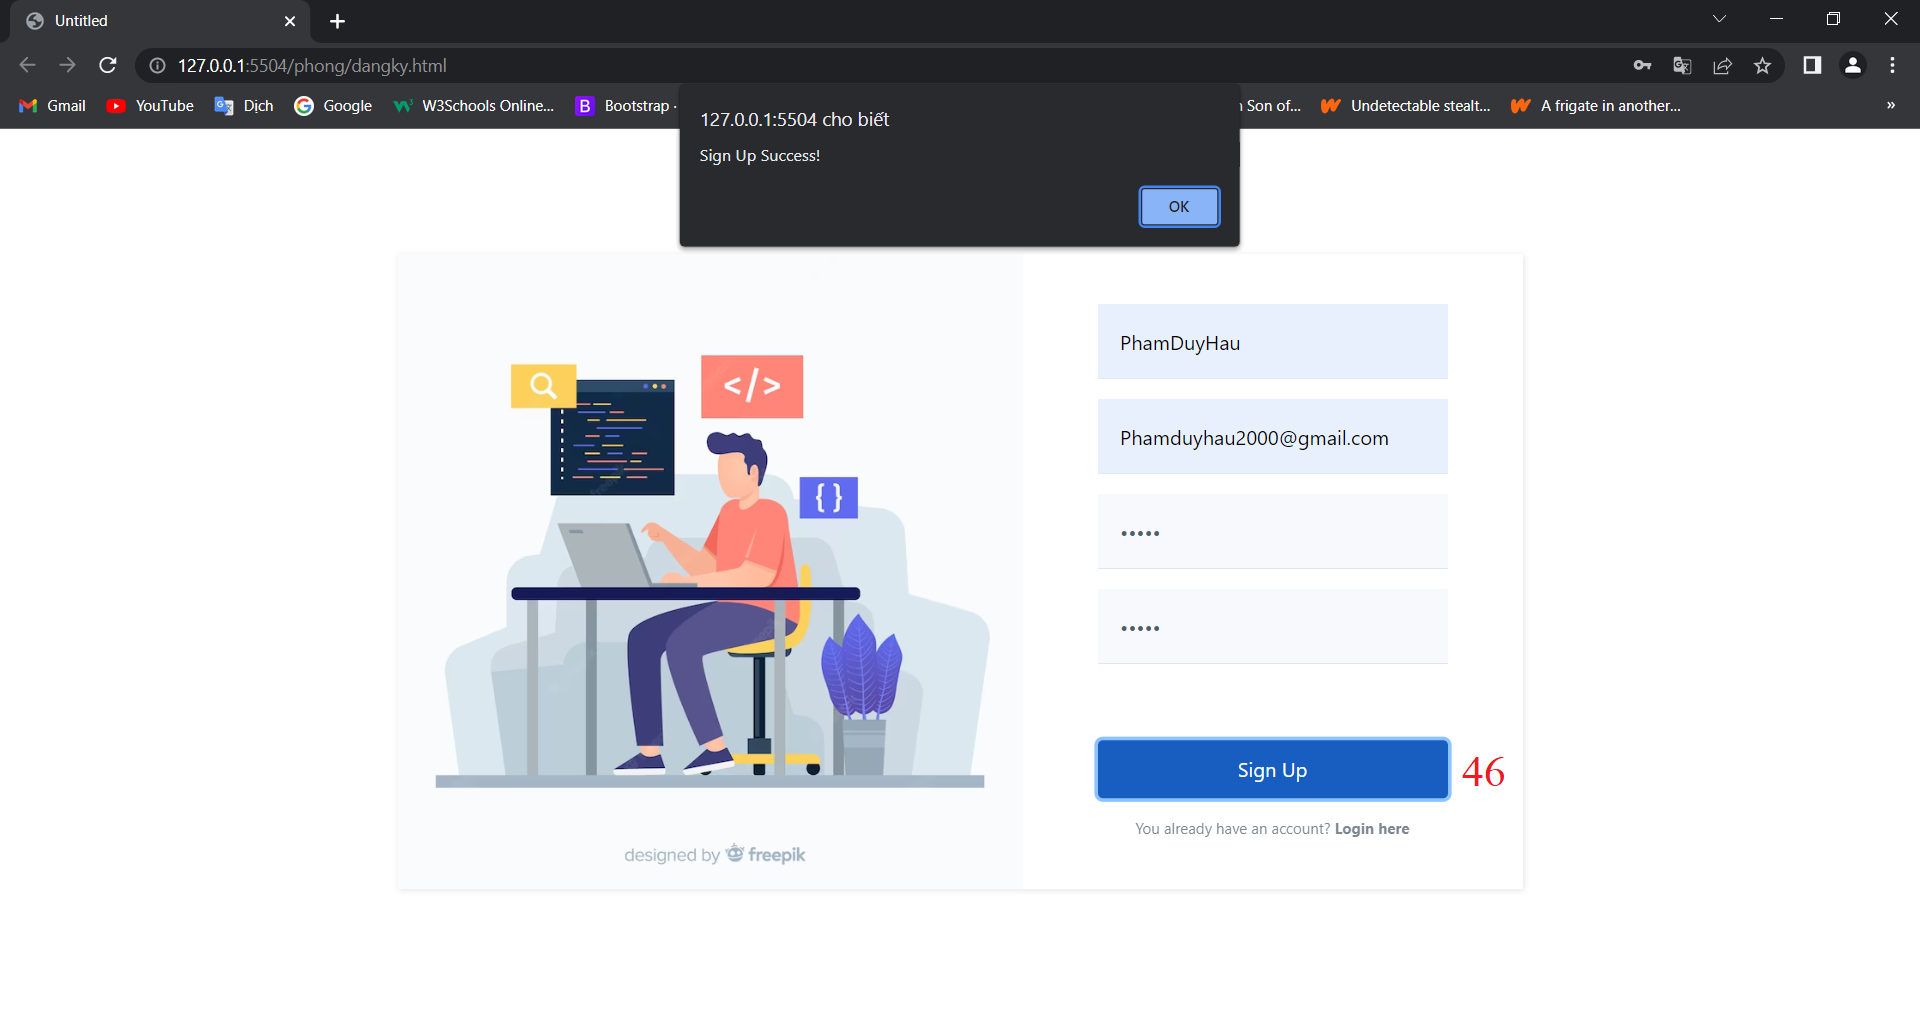 Untitled
127.0.0.1:5504/phong/dangky.html
Gmail YouTube Dịch Google W3Schools Online... Bootstrap · Son of... Undetectable stealt... A frigate in another... »
127.0.0.1:5504 cho biết
Sign Up Success!
OK
PhamDuyHau
</>
Phamduyhau2000@gmail.com
{ }
•••••
•••••
Sign Up 46
You already have an account? Login here
designed by freepik